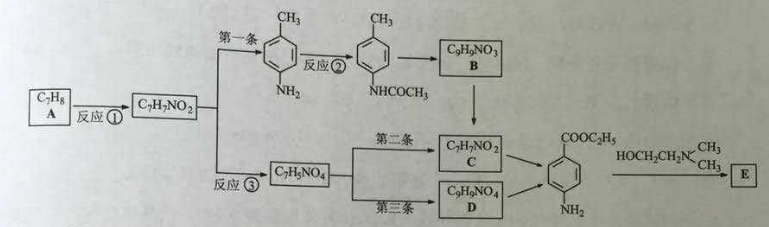 C₇H₈
A
反应①
C₇H₇NO₂
第一条
CH₃
NH₂
反应②
CH₃
NHCOCH₃
C₉H₉NO₃
B
反应③
C₇H₅NO₄
第二条
C₇H₇NO₂
C
第三条
C₉H₉NO₄
D
COOC₂H₅
NH₂
HOCH₂CH₂N
CH₃
CH₃
E